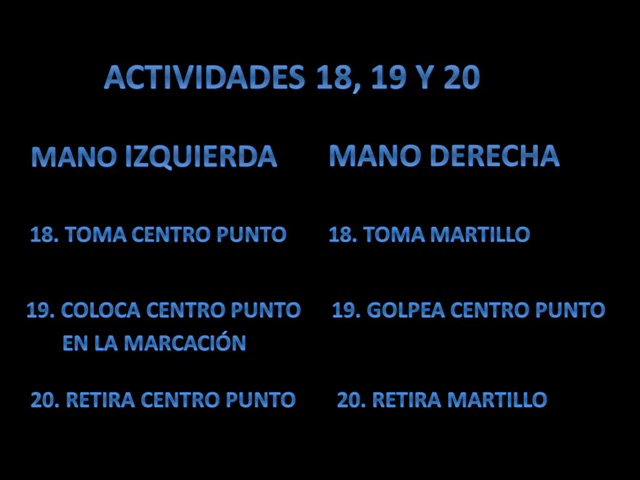 ACTIVIDADES 18, 19 Y 20
MANO IZQUIERDA
MANO DERECHA
18. TOMA CENTRO PUNTO
18. TOMA MARTILLO
19. COLOCA CENTRO PUNTO
EN LA MARCACIÓN
19. GOLPEA CENTRO PUNTO
20. RETIRA CENTRO PUNTO
20. RETIRA MARTILLO